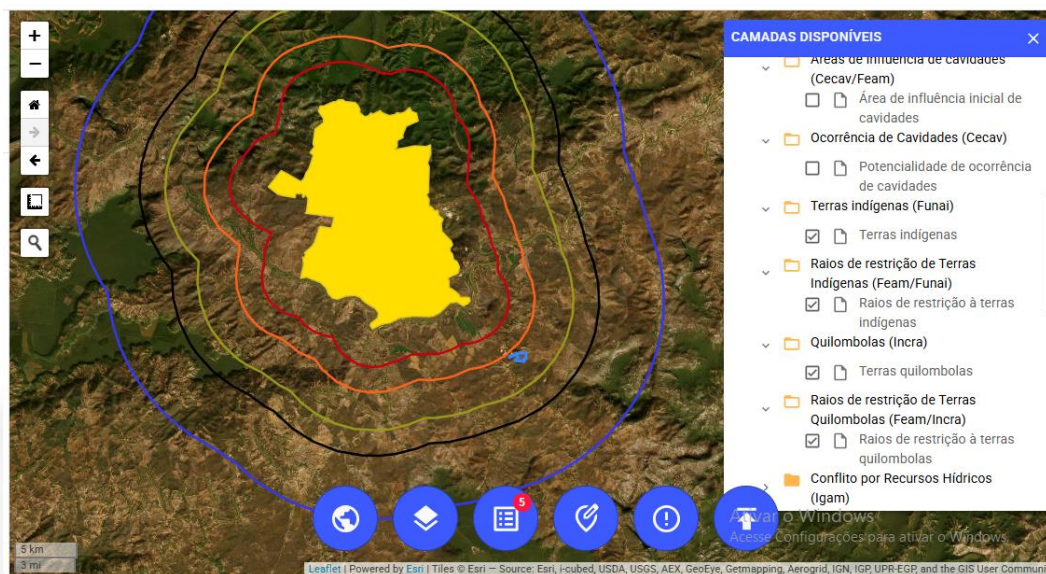 +
−
CAMADAS DISPONÍVEIS
Áreas de influência de cavidades
(Cecav/Feam)
Área de influência inicial de
cavidades
Ocorrência de Cavidades (Cecav)
Potencialidade de ocorrência
de cavidades
Terras indígenas (Funai)
Terras indígenas
Raios de restrição de Terras
Indígenas (Feam/Funai)
Raios de restrição à terras
indígenas
Quilombolas (Incra)
Terras quilombolas
Raios de restrição de Terras
Quilombolas (Feam/Incra)
Raios de restrição à terras
quilombolas
Conflito por Recursos Hídricos
(Igam)
5
Ativar o Windows
Acesse Configurações para ativar o Windows.
5 km
3 mi
Leaflet | Powered by Esri | Tiles © Esri — Source: Esri, i-cubed, USDA, USGS, AEX, GeoEye, Getmapping, Aerogrid, IGN, IGP, UPR-EGP, and the GIS User Communi